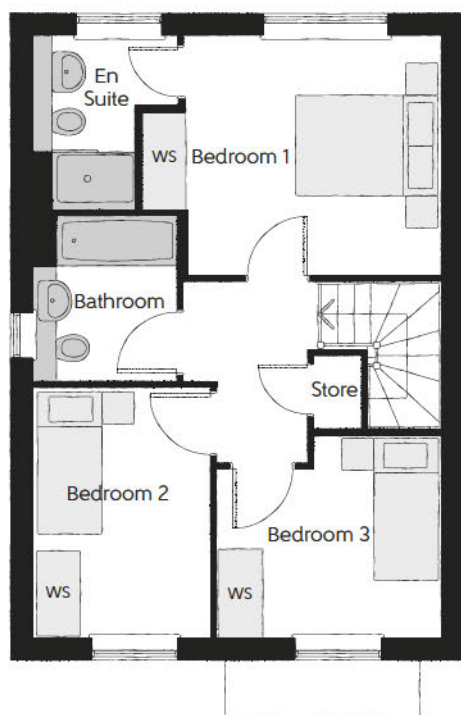 En
Suite
ws
Bedroom 1
Bathroom
Store
Bedroom 2
Bedroom 3
ws
ws